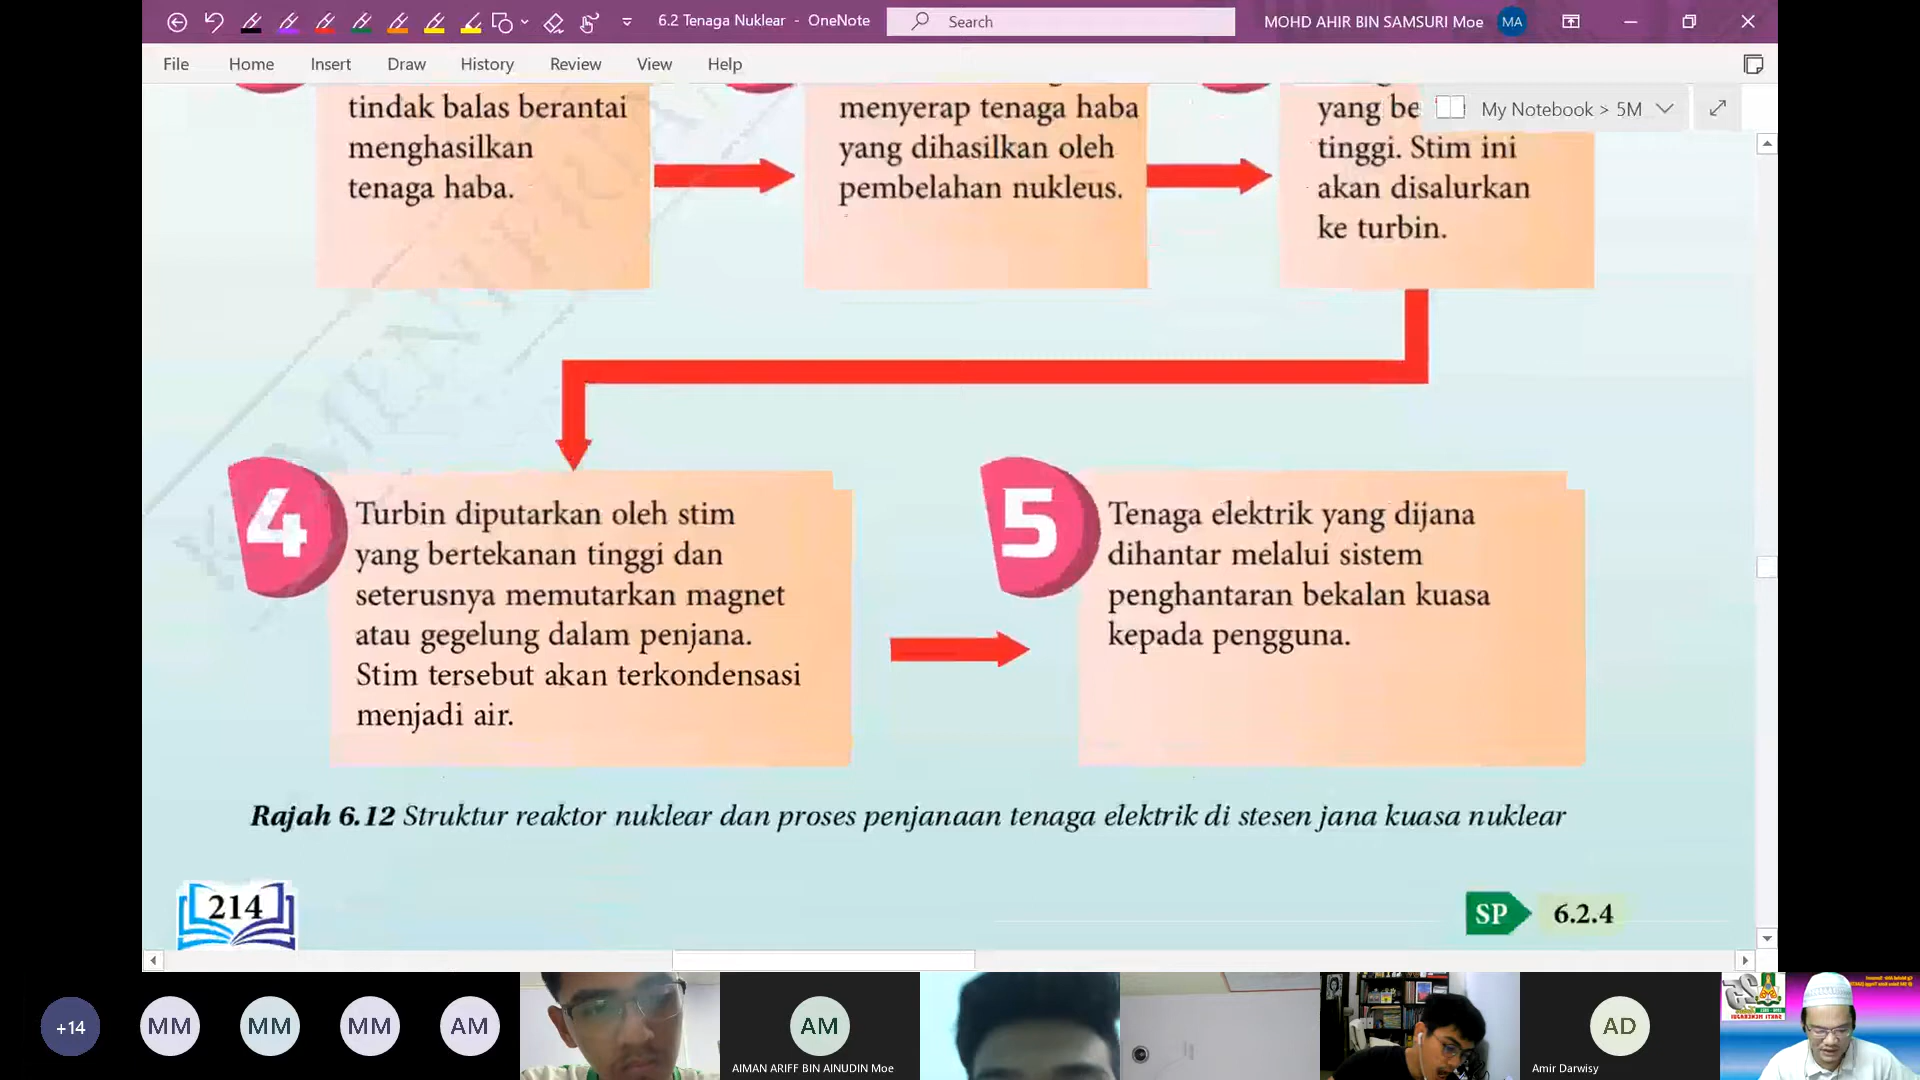 6.2 Tenaga Nuklear - OneNote
Search
MOHD AHIR BIN SAMSURI Moe
MA
File Home Insert Draw History Review View Help
My Notebook > 5M
tindak balas berantai
menghasilkan
tenaga haba.
menyerap tenaga haba
yang dihasilkan oleh
pembelahan nukleus.
yang be
tinggi. Stim ini
akan disalurkan
ke turbin.
4
Turbin diputarkan oleh stim
yang bertekanan tinggi dan
seterusnya memutarkan magnet
atau gegelung dalam penjana.
Stim tersebut akan terkondensasi
menjadi air.
5
Tenaga elektrik yang dijana
dihantar melalui sistem
penghantaran bekalan kuasa
kepada pengguna.
Rajah 6.12 Struktur reaktor nuklear dan proses penjanaan tenaga elektrik di stesen jana kuasa nuklear
214
SP 6.2.4
+14
MM
MM
MM
AM
AM
AIMAN ARIFF BIN AINUDIN Moe
AD
Amir Darwisy